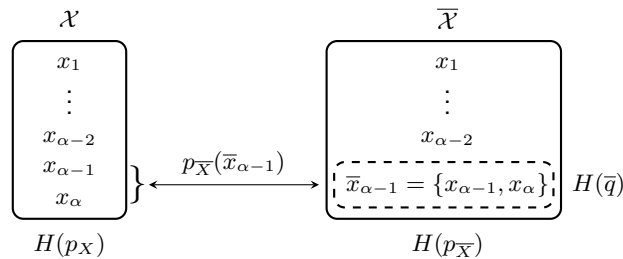 𝒳 𝒳̅
x₁ x₁
⋮ ⋮
x_{α−2} x_{α−2}
x_{α−1} } p_{X̅}(x̅_{α−1}) x̅_{α−1} = {x_{α−1}, x_α} H(q̅)
x_α
H(p_X) H(p_{X̅})